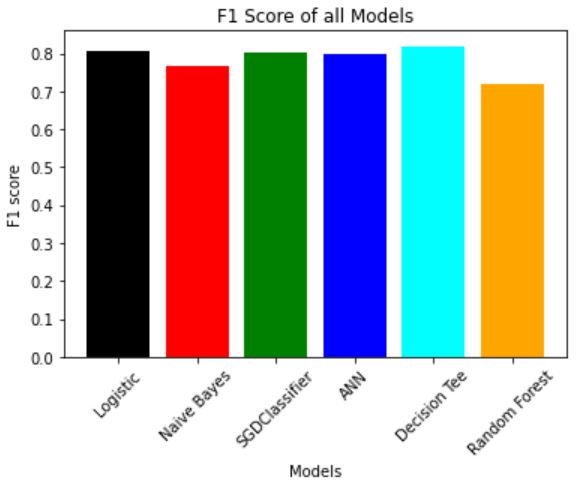 F1 Score of all Models
F1 score
0.8
0.7
0.6
0.5
0.4
0.3
0.2
0.1
0.0
Logistic
Naive Bayes
SGDClassifier
ANN
Decision Tee
Random Forest
Models